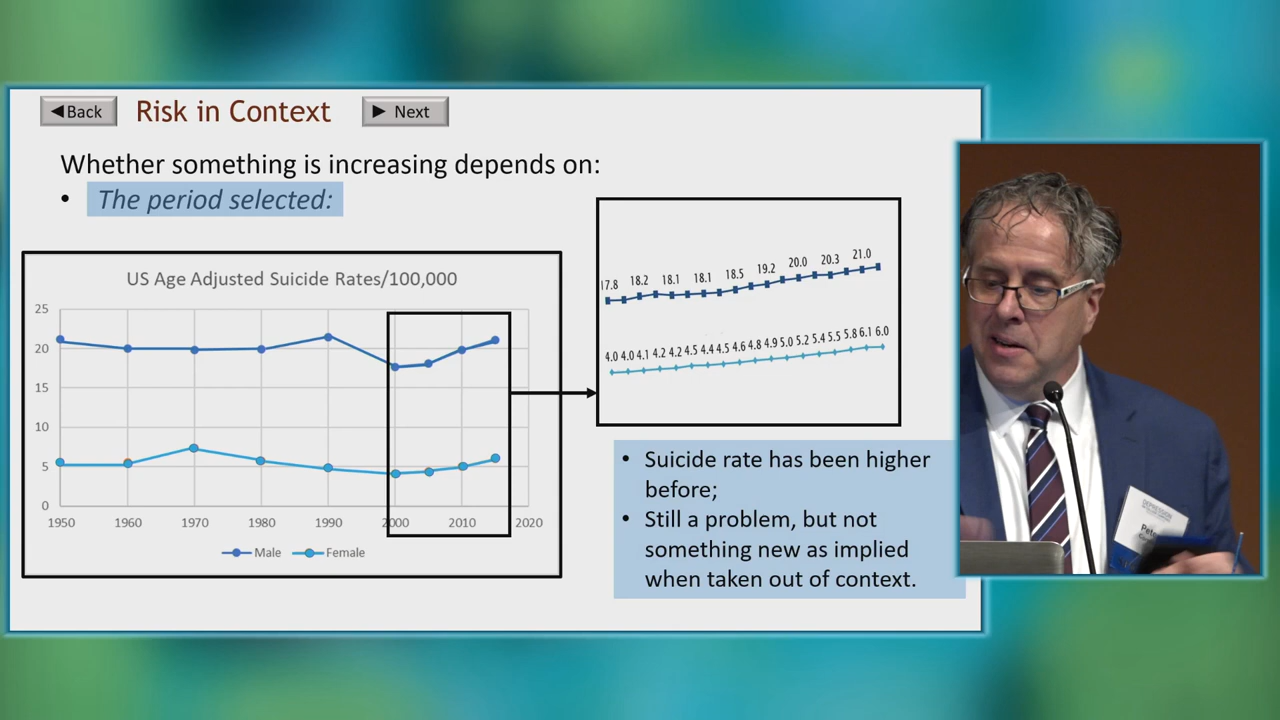 Back
Risk in Context
Next
Whether something is increasing depends on:
• The period selected:
US Age Adjusted Suicide Rates/100,000
25
20
15
10
5
0
1950 1960 1970 1980 1990 2000 2010 2020
Male Female
17.8 18.2 18.1 18.1 18.5 19.2 20.0 20.3 21.0
4.0 4.0 4.1 4.2 4.2 4.5 4.4 4.5 4.6 4.8 4.9 5.0 5.2 5.4 5.5 5.8 6.1 6.0
• Suicide rate has been higher
before;
• Still a problem, but not
something new as implied
when taken out of context.
DEPRESSION